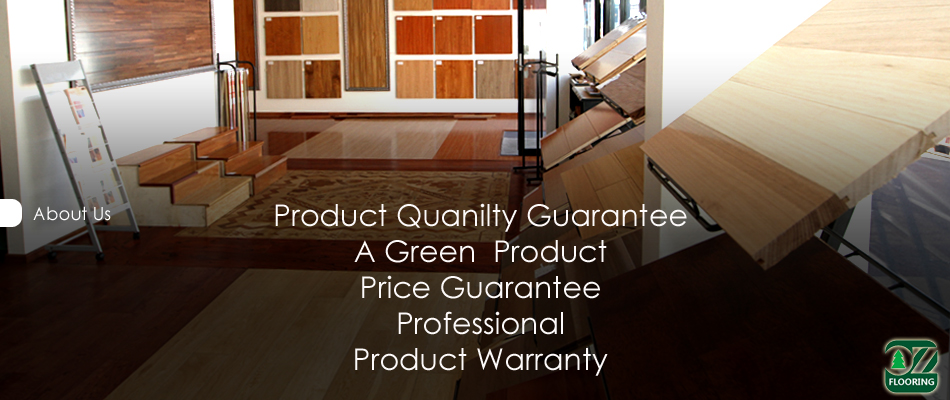 About Us
Product Quanilty Guarantee
A Green Product
Price Guarantee
Professional
Product Warranty
OZ
FLOORING